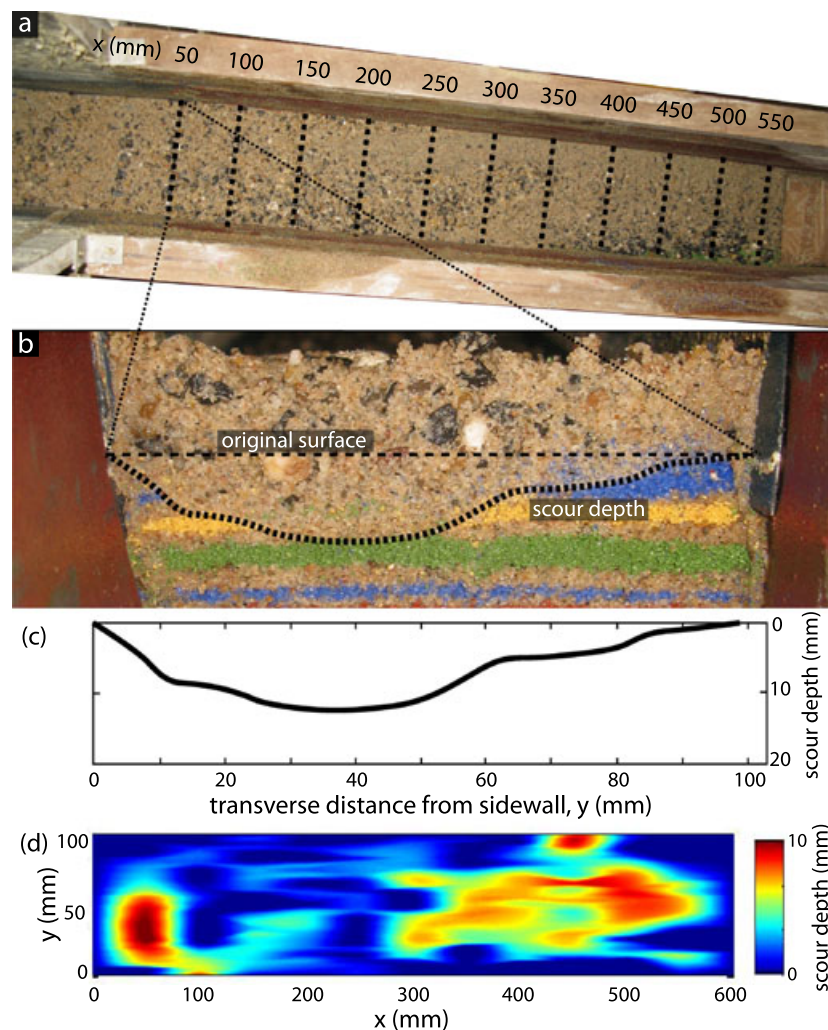 a
x (mm) 50 100 150 200 250 300 350 400 450 500 550
b
original surface
scour depth
(c)
0
10
20
scour depth (mm)
0 20 40 60 80 100
transverse distance from sidewall, y (mm)
(d)
100
50
0
y (mm)
0 100 200 300 400 500 600
x (mm)
10
0
scour depth (mm)